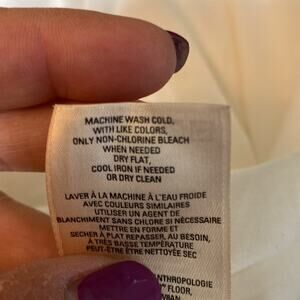 MACHINE WASH COLD,
WITH LIKE COLORS,
ONLY NON-CHLORINE BLEACH
WHEN NEEDED
DRY FLAT,
COOL IRON IF NEEDED
OR DRY CLEAN
LAVER À LA MACHINE À L'EAU FROIDE
AVEC COULEURS SIMILAIRES
UTILISER UN AGENT DE
BLANCHIMENT SANS CHLORE SI NÉCESSAIRE
METTRE EN FORME ET
SECHER À PLAT REPASSER, AU BESOIN,
À TRÈS BASSE TEMPÉRATURE
PEUT-ÊTRE NETTOYÉE SEC
ANTHROPOLOGIE
FLOOR,